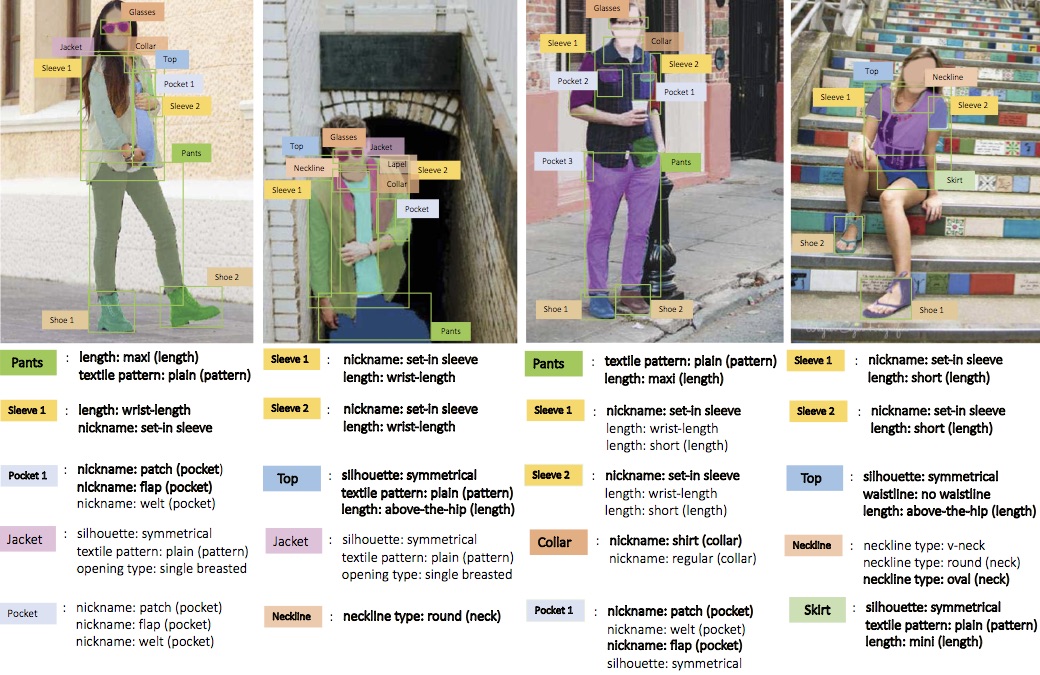 Glasses
Jacket
Collar
Top
Sleeve 1
Pocket 1
Sleeve 2
Pants
Shoe 2
Shoe 1
Glasses
Top
Jacket
Neckline
Lapel
Sleeve 2
Collar
Sleeve 1
Pocket
Pants
Glasses
Sleeve 1
Collar
Sleeve 2
Pocket 2
Pocket 1
Pocket 3
Pants
Shoe 1
Shoe 2
Top
Neckline
Sleeve 1
Sleeve 2
Skirt
Shoe 2
Shoe 1
Pants : length: maxi (length)
textile pattern: plain (pattern)
Sleeve 1 : length: wrist-length
nickname: set-in sleeve
Pocket 1 : nickname: patch (pocket)
nickname: flap (pocket)
nickname: welt (pocket)
Jacket : silhouette: symmetrical
textile pattern: plain (pattern)
opening type: single breasted
Pocket : nickname: patch (pocket)
nickname: flap (pocket)
nickname: welt (pocket)
Sleeve 1 : nickname: set-in sleeve
length: wrist-length
Sleeve 2 : nickname: set-in sleeve
length: wrist-length
Top : silhouette: symmetrical
textile pattern: plain (pattern)
length: above-the-hip (length)
Jacket : silhouette: symmetrical
textile pattern: plain (pattern)
opening type: single breasted
Neckline : neckline type: round (neck)
Pants : textile pattern: plain (pattern)
length: maxi (length)
Sleeve 1 : nickname: set-in sleeve
length: wrist-length
length: short (length)
Sleeve 2 : nickname: set-in sleeve
length: wrist-length
length: short (length)
Collar : nickname: shirt (collar)
nickname: regular (collar)
Pocket 1 : nickname: patch (pocket)
nickname: welt (pocket)
nickname: flap (pocket)
silhouette: symmetrical
Sleeve 1 : nickname: set-in sleeve
length: short (length)
Sleeve 2 : nickname: set-in sleeve
length: short (length)
Top : silhouette: symmetrical
waistline: no waistline
length: above-the-hip (length)
Neckline : neckline type: v-neck
neckline type: round (neck)
neckline type: oval (neck)
Skirt : silhouette: symmetrical
textile pattern: plain (pattern)
length: mini (length)